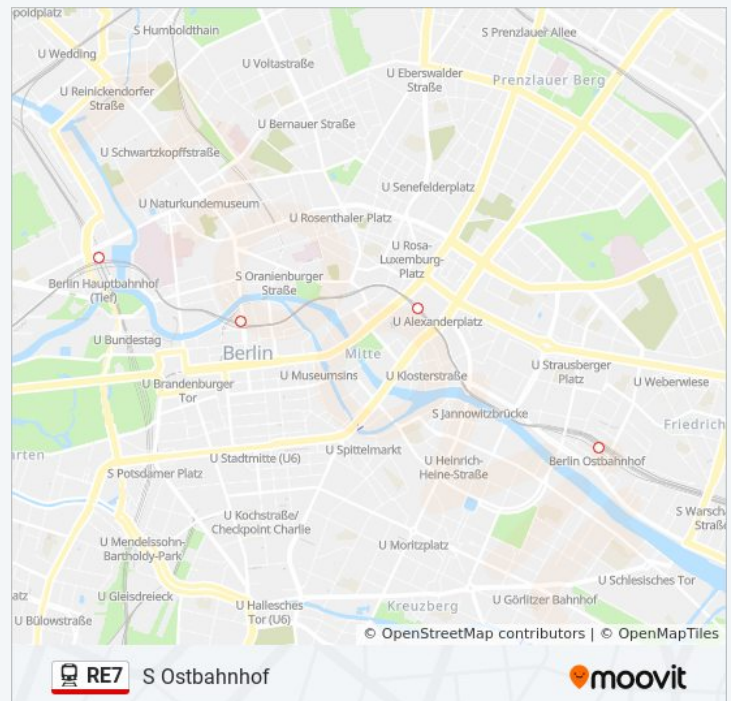 poldplatz
S Humboldthain
S Prenzlauer Allee
U Wedding
U Voltastraße
U Eberswalder
Straße
Prenzlauer Berg
U Reinickendorfer
Straße
U Bernauer Straße
U Schwartzkopffstraße
U Senefelderplatz
U Naturkundemuseum
U Rosenthaler Platz
U Rosa-
Luxemburg-
Platz
S Oranienburger
Straße
Berlin Hauptbahnhof
(Tief)
U Alexanderplatz
U Bundestag
Berlin
Mitte
U Strausberger
Platz
U Museumsins
U Klosterstraße
U Weberwiese
U Brandenburger
Tor
S Jannowitzbrücke
Friedrich
arten
U Spittelmarkt
U Stadtmitte (U6)
U Heinrich-
Heine-Straße
Berlin Ostbahnhof
S Potsdamer Platz
U Kochstraße/
Checkpoint Charlie
S Warsch
Straße
U Mendelssohn-
Bartholdy-Park
U Moritzplatz
U Schlesisches Tor
atz
U Gleisdreieck
U Hallesches
Tor (U6)
Kreuzberg
U Görlitzer Bahnhof
U Bülowstraße
© OpenStreetMap contributors | © OpenMapTiles
RE7 S Ostbahnhof
moovit